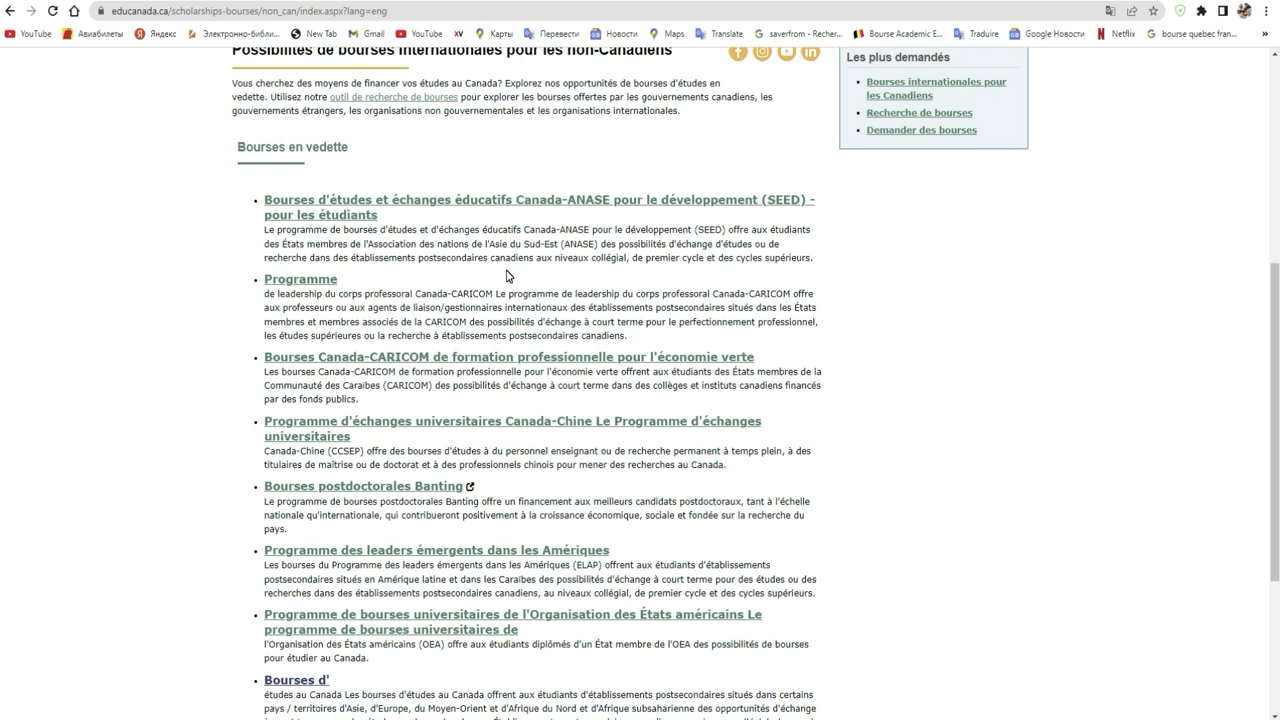 educanada.ca/scholarships-bourses/non_can/index.aspx?lang=eng
YouTube Авиабилеты Яндекс Электронно-библи... New Tab Gmail YouTube XV Карты Перевести Новости Maps Translate saverfrom - Recher... Bourse Academic E... Traduire Google Новости Netflix bourse quebec fran... »
Possibilités de bourses internationales pour les non-Canadiens
Vous cherchez des moyens de financer vos études au Canada? Explorez nos opportunités de bourses d'études en
vedette. Utilisez notre outil de recherche de bourses pour explorer les bourses offertes par les gouvernements canadiens, les
gouvernements étrangers, les organisations non gouvernementales et les organisations internationales.
Les plus demandés
• Bourses internationales pour
les Canadiens
• Recherche de bourses
• Demander des bourses
Bourses en vedette
• Bourses d'études et échanges éducatifs Canada-ANASE pour le développement (SEED) -
pour les étudiants
Le programme de bourses d'études et d'échanges éducatifs Canada-ANASE pour le développement (SEED) offre aux étudiants
des États membres de l'Association des nations de l'Asie du Sud-Est (ANASE) des possibilités d'échange d'études ou de
recherche dans des établissements postsecondaires canadiens aux niveaux collégial, de premier cycle et des cycles supérieurs.
• Programme
de leadership du corps professoral Canada-CARICOM Le programme de leadership du corps professoral Canada-CARICOM offre
aux professeurs ou aux agents de liaison/gestionnaires internationaux des établissements postsecondaires situés dans les États
membres et membres associés de la CARICOM des possibilités d'échange à court terme pour le perfectionnement professionnel,
les études supérieures ou la recherche à établissements postsecondaires canadiens.
• Bourses Canada-CARICOM de formation professionnelle pour l'économie verte
Les bourses Canada-CARICOM de formation professionnelle pour l'économie verte offrent aux étudiants des États membres de la
Communauté des Caraïbes (CARICOM) des possibilités d'échange à court terme dans des collèges et instituts canadiens financés
par des fonds publics.
• Programme d'échanges universitaires Canada-Chine Le Programme d'échanges
universitaires
Canada-Chine (CCSEP) offre des bourses d'études à du personnel enseignant ou de recherche permanent à temps plein, à des
titulaires de maîtrise ou de doctorat et à des professionnels chinois pour mener des recherches au Canada.
• Bourses postdoctorales Banting
Le programme de bourses postdoctorales Banting offre un financement aux meilleurs candidats postdoctoraux, tant à l'échelle
nationale qu'internationale, qui contribueront positivement à la croissance économique, sociale et fondée sur la recherche du
pays.
• Programme des leaders émergents dans les Amériques
Les bourses du Programme des leaders émergents dans les Amériques (ELAP) offrent aux étudiants d'établissements
postsecondaires situés en Amérique latine et dans les Caraïbes des possibilités d'échange à court terme pour des études ou des
recherches dans des établissements postsecondaires canadiens, au niveau collégial, de premier cycle et des cycles supérieurs.
• Programme de bourses universitaires de l'Organisation des États américains Le
programme de bourses universitaires de
l'Organisation des États américains (OEA) offre aux étudiants diplômés d'un État membre de l'OEA des possibilités de bourses
pour étudier au Canada.
• Bourses d'
études au Canada Les bourses d'études au Canada offrent aux étudiants d'établissements postsecondaires situés dans certains
pays / territoires d'Asie, d'Europe, du Moyen-Orient et d'Afrique du Nord et d'Afrique subsaharienne des opportunités d'échange